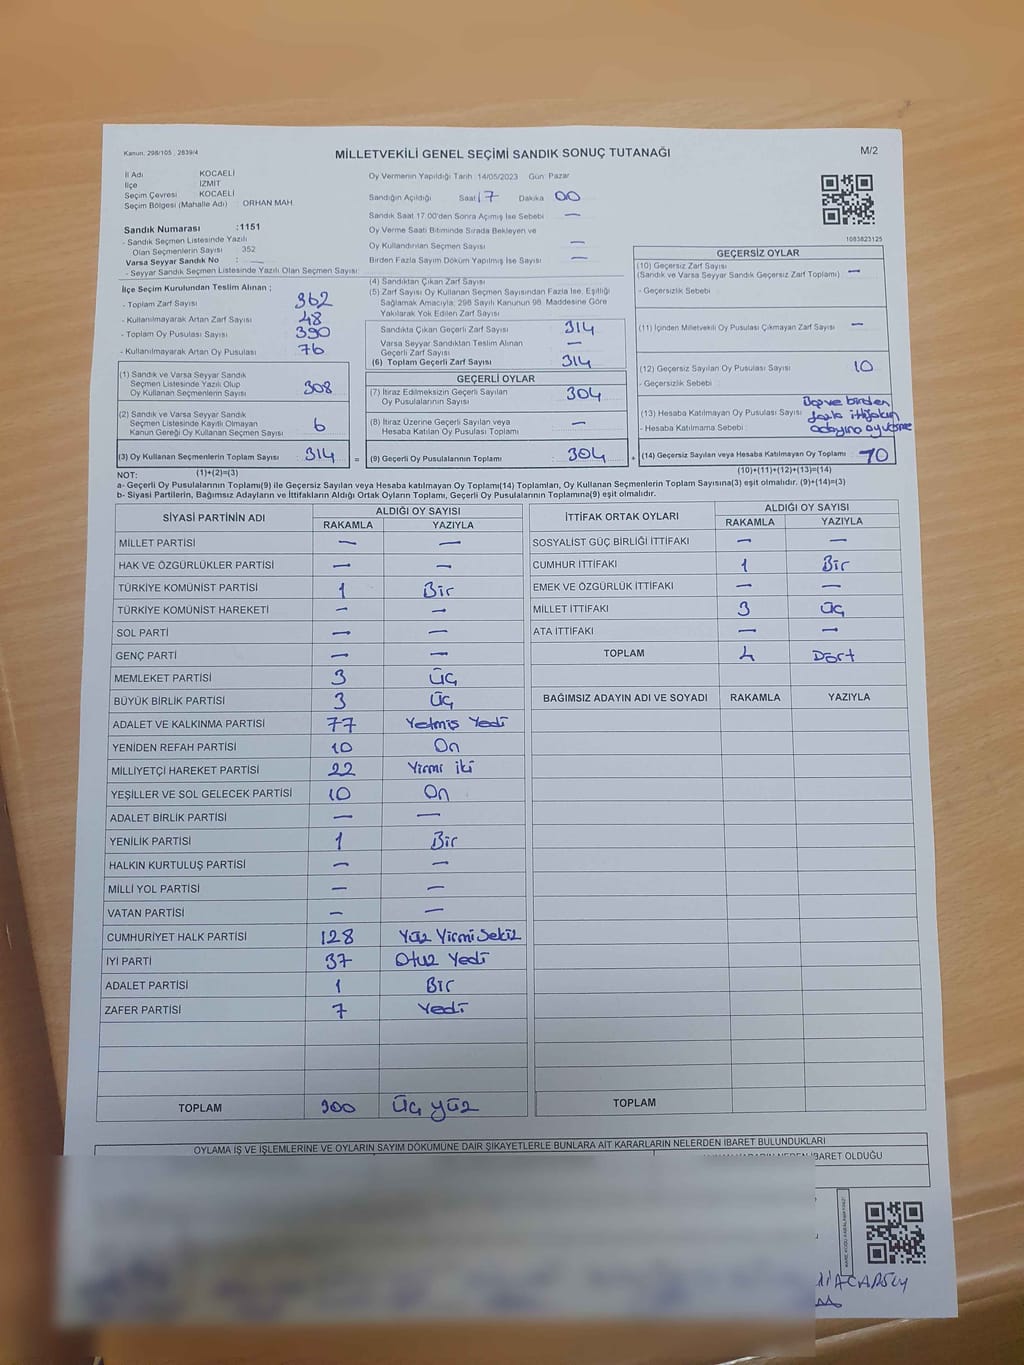 Kanun: 298/105 , 2839/4
MİLLETVEKİLİ GENEL SEÇİMİ SANDIK SONUÇ TUTANAĞI
M/2
İl Adı KOCAELİ
İlçe İZMİT
Seçim Çevresi KOCAELİ
Seçim Bölgesi (Mahalle Adı) : ORHAN MAH.
Sandık Numarası :1151
- Sandık Seçmen Listesinde Yazılı
Olan Seçmenlerin Sayısı : 352
Varsa Seyyar Sandık No : —
- Seyyar Sandık Seçmen Listesinde Yazılı Olan Seçmen Sayısı:
Oy Vermenin Yapıldığı Tarih :14/05/2023 Gün: Pazar
Sandığın Açıldığı Saat 17 Dakika 00
Sandık Saat 17.00'den Sonra Açımış İse Sebebi —
Oy Verme Saati Bitiminde Sırada Bekleyen ve
Oy Kullandırılan Seçmen Sayısı —
Birden Fazla Sayım Döküm Yapılmış İse Sayısı —
1083823125
İlçe Seçim Kurulundan Teslim Alınan ;
- Toplam Zarf Sayısı 362
- Kullanılmayarak Artan Zarf Sayısı 48
- Toplam Oy Pusulası Sayısı 390
- Kullanılmayarak Artan Oy Pusulası 76
(1) Sandık ve Varsa Seyyar Sandık
Seçmen Listesinde Yazılı Olup
Oy Kullanan Seçmenlerin Sayısı 308
(2) Sandık ve Varsa Seyyar Sandık
Seçmen Listesinde Kayıtlı Olmayan
Kanun Gereği Oy Kullanan Seçmen Sayısı 6
(3) Oy Kullanan Seçmenlerin Toplam Sayısı 314
(4) Sandıktan Çıkan Zarf Sayısı
(5) Zarf Sayısı Oy Kullanan Seçmen Sayısından Fazla İse, Eşitliği
Sağlamak Amacıyla, 298 Sayılı Kanunun 98. Maddesine Göre
Yakılarak Yok Edilen Zarf Sayısı
Sandıkta Çıkan Geçerli Zarf Sayısı 314
Varsa Seyyar Sandıktan Teslim Alınan
Geçerli Zarf Sayısı —
(6) Toplam Geçerli Zarf Sayısı 314
GEÇERLİ OYLAR
(7) İtiraz Edilmeksizin Geçerli Sayılan
Oy Pusulalarının Sayısı 304
(8) İtiraz Üzerine Geçerli Sayılan veya
Hesaba Katılan Oy Pusulası Toplamı —
= (9) Geçerli Oy Pusulalarının Toplamı 304
GEÇERSİZ OYLAR
(10) Geçersiz Zarf Sayısı
(Sandık ve Varsa Seyyar Sandık Geçersiz Zarf Toplamı) —
- Geçersizlik Sebebi :
(11) İçinden Milletvekili Oy Pusulası Çıkmayan Zarf Sayısı —
(12) Geçersiz Sayılan Oy Pusulası Sayısı 10
- Geçersizlik Sebebi :
(13) Hesaba Katılmayan Oy Pusulası Sayısı
- Hesaba Katılmama Sebebi :
ve birden
fazla ittifakın
adayına oy verme
+ (14) Geçersiz Sayılan veya Hesaba Katılmayan Oy Toplamı 10
NOT: (1)+(2)=(3) (10)+(11)+(12)+(13)=(14)
a- Geçerli Oy Pusulasının Toplamı(9) ile Geçersiz Sayılan veya Hesaba katılmayan Oy Toplamı(14) Toplamları, Oy Kullanan Seçmenlerin Toplam Sayısına(3) eşit olmalıdır. (9)+(14)=(3)
b- Siyasi Partilerin, Bağımsız Adayların ve İttifakların Aldığı Ortak Oyların Toplamı, Geçerli Oy Pusulalarının Toplamına(9) eşit olmalıdır.
SİYASİ PARTİNİN ADI ALDIĞI OY SAYISI
RAKAMLA YAZIYLA
MİLLET PARTİSİ — —
HAK VE ÖZGÜRLÜKLER PARTİSİ — —
TÜRKİYE KOMÜNİST PARTİSİ 1 Bir
TÜRKİYE KOMÜNİST HAREKETİ — —
SOL PARTİ — —
GENÇ PARTİ — —
MEMLEKET PARTİSİ 3 Üç
BÜYÜK BİRLİK PARTİSİ 3 Üç
ADALET VE KALKINMA PARTİSİ 77 Yetmiş Yedi
YENİDEN REFAH PARTİSİ 10 On
MİLLİYETÇİ HAREKET PARTİSİ 22 Yirmi iki
YEŞİLLER VE SOL GELECEK PARTİSİ 10 On
ADALET BİRLİK PARTİSİ — —
YENİLİK PARTİSİ 1 Bir
HALKIN KURTULUŞ PARTİSİ — —
MİLLİ YOL PARTİSİ — —
VATAN PARTİSİ — —
CUMHURİYET HALK PARTİSİ 128 Yüz Yirmi Sekiz
İYİ PARTİ 37 Otuz Yedi
ADALET PARTİSİ 1 Bir
ZAFER PARTİSİ 7 Yedi
TOPLAM 300 Üç yüz
İTTİFAK ORTAK OYLARI ALDIĞI OY SAYISI
RAKAMLA YAZIYLA
SOSYALİST GÜÇ BİRLİĞİ İTTİFAKI — —
CUMHUR İTTİFAKI 1 Bir
EMEK VE ÖZGÜRLÜK İTTİFAKI — —
MİLLET İTTİFAKI 3 Üç
ATA İTTİFAKI — —
TOPLAM 4 Dört
BAĞIMSIZ ADAYIN ADI VE SOYADI RAKAMLA YAZIYLA
TOPLAM
OYLAMA İŞ VE İŞLEMLERİNE VE OYLARIN SAYIM DÖKÜMÜNE DAİR ŞİKAYETLERLE BUNLARA AİT KARARLARIN NELERDEN İBARET BULUNDUKLARI
İBARET OLDUĞU